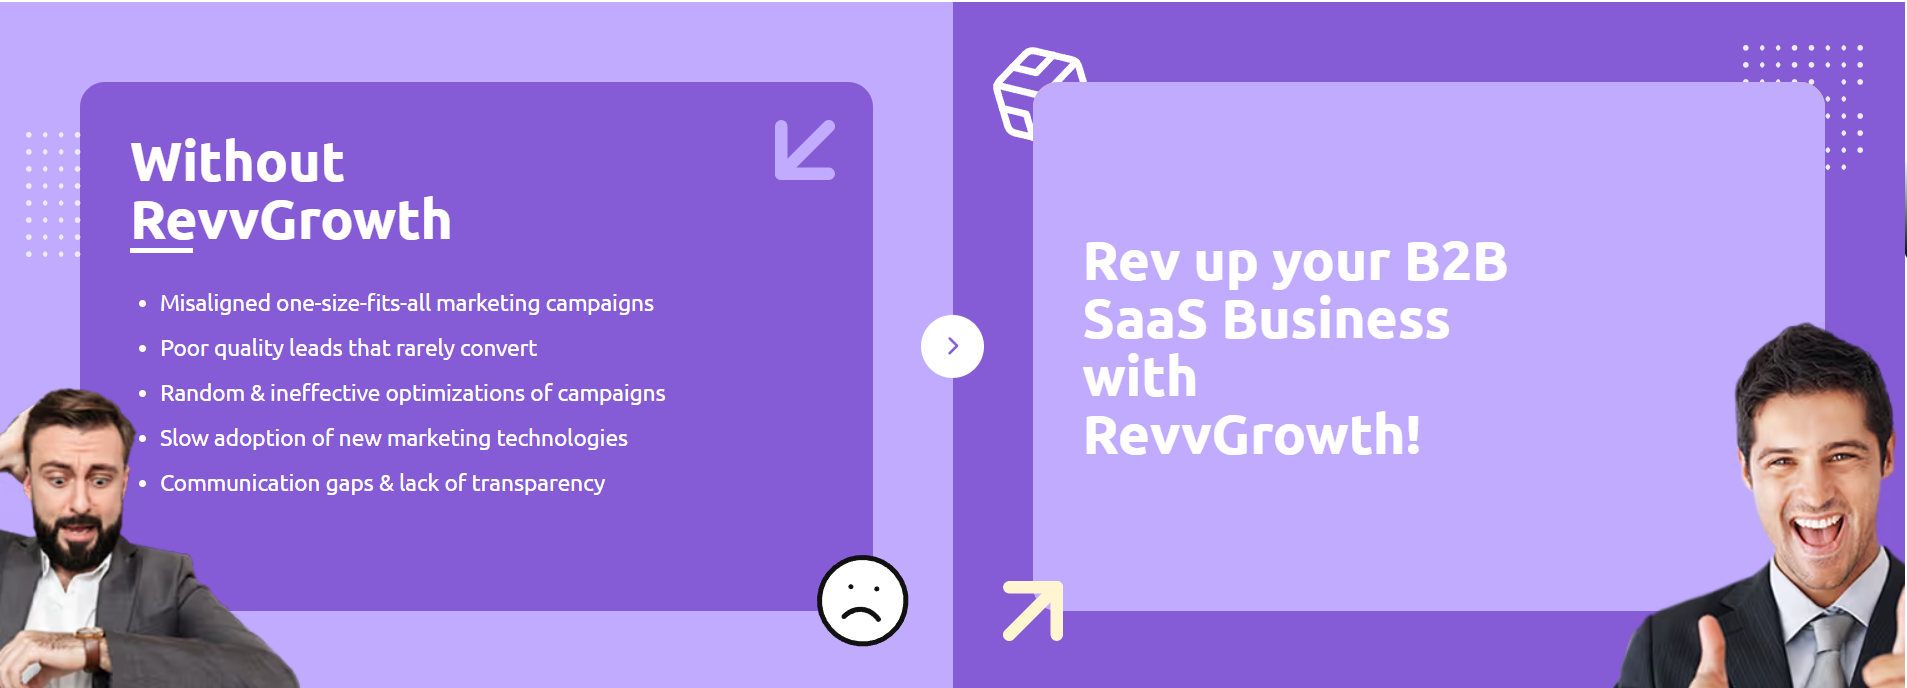 Without
RevvGrowth
• Misaligned one-size-fits-all marketing campaigns
• Poor quality leads that rarely convert
• Random & ineffective optimizations of campaigns
• Slow adoption of new marketing technologies
• Communication gaps & lack of transparency
Rev up your B2B
SaaS Business
with
RevvGrowth!